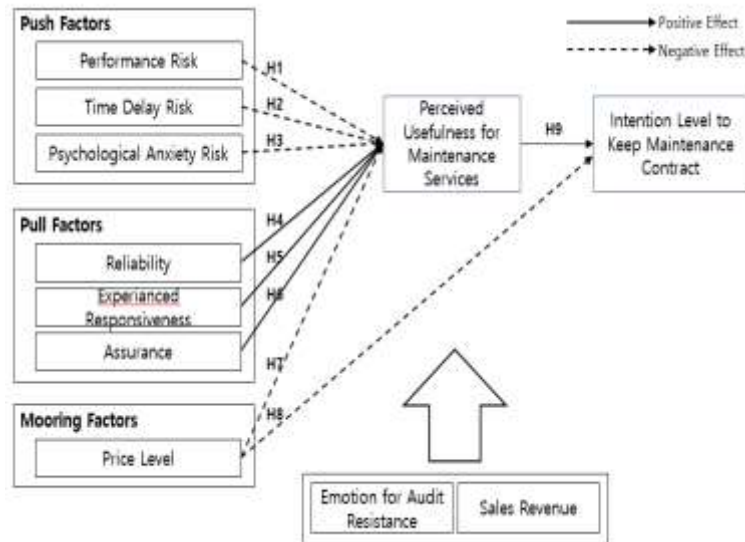 Push Factors
Performance Risk
Time Delay Risk
Psychological Anxiety Risk
Pull Factors
Reliability
Experianced
Responsiveness
Assurance
Mooring Factors
Price Level
H1
H2
H3
H4
H5
H6
H7
H8
Perceived
Usefulness for
Maintenance
Services
H9
Intention Level to
Keep Maintenance
Contract
Positive Effect
Negative Effect
Emotion for Audit
Resistance
Sales Revenue